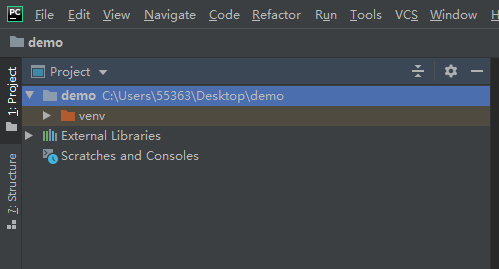 PC File Edit View Navigate Code Refactor Run Tools VCS Window
demo
1: Project
Project
demo C:\Users\55363\Desktop\demo
venv
External Libraries
Scratches and Consoles
7: Structure